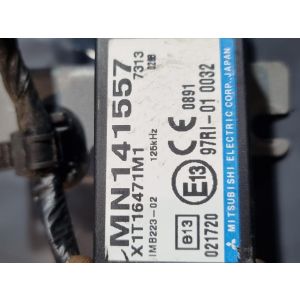 MN141557
7313
X1T16471M1
IMB223-02
125kHz
CE 0891
97RI-01 0032
E13
e13
021720
MITSUBISHI ELECTRIC CORP. JAPAN